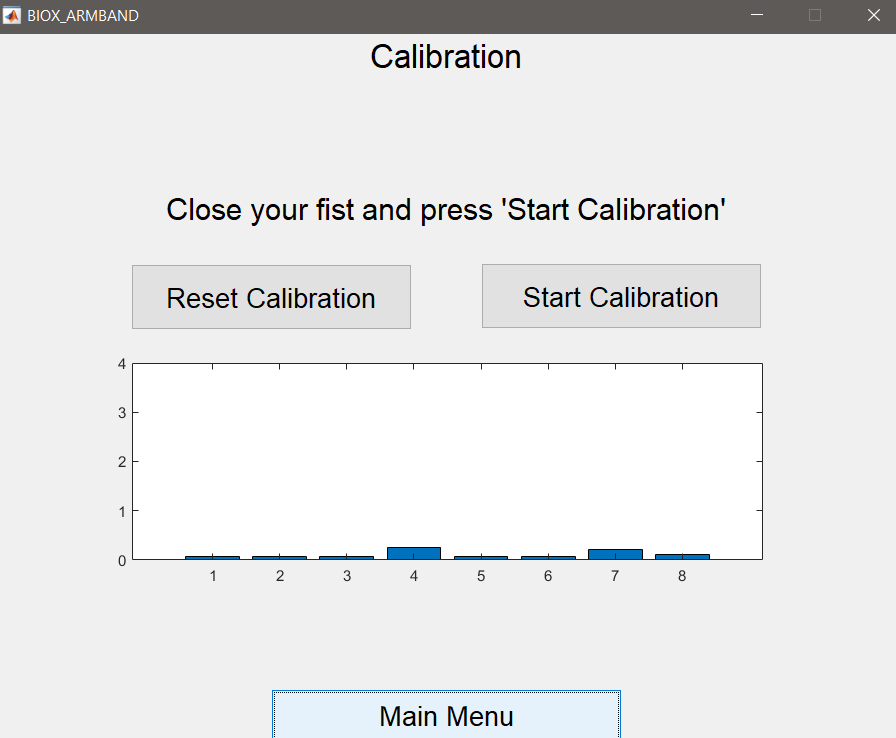 BIOX_ARMBAND
Calibration
Close your fist and press 'Start Calibration'
Reset Calibration
Start Calibration
4
3
2
1
0
1 2 3 4 5 6 7 8
Main Menu